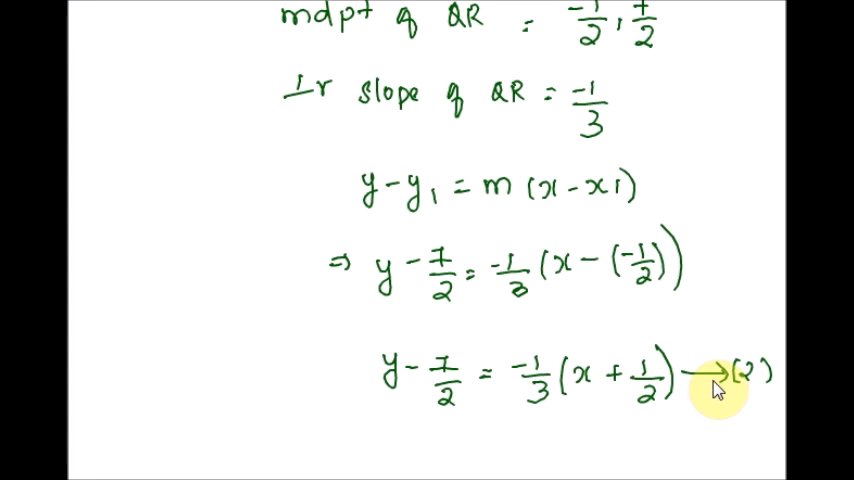 mdpt of QR = -1/2, 7/2
⊥r slope of QR = -1/3
y - y1 = m (x - x1)
⇒ y - 7/2 = -1/3 (x - (-1/2))
y - 7/2 = -1/3 (x + 1/2) → (2)